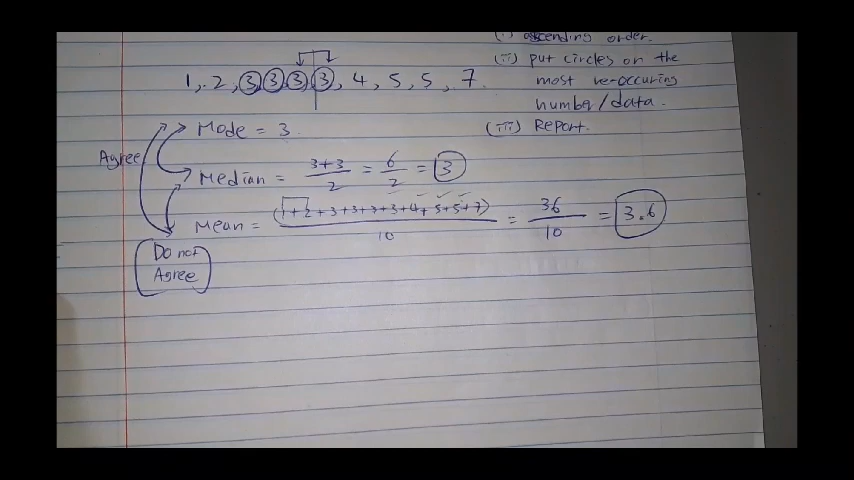 (i) ascending order.
(ii) put circles on the
most re-occuring
number/data.
(iii) Report.
1, 2, 3 3 3 3, 4, 5, 5, 7.
Mode = 3.
Agree
Median = 3+3/2 = 6/2 = 3
Mean = (1+2+3+3+3+3+4+5+5+7)/10 = 36/10 = 3.6
Do not
Agree